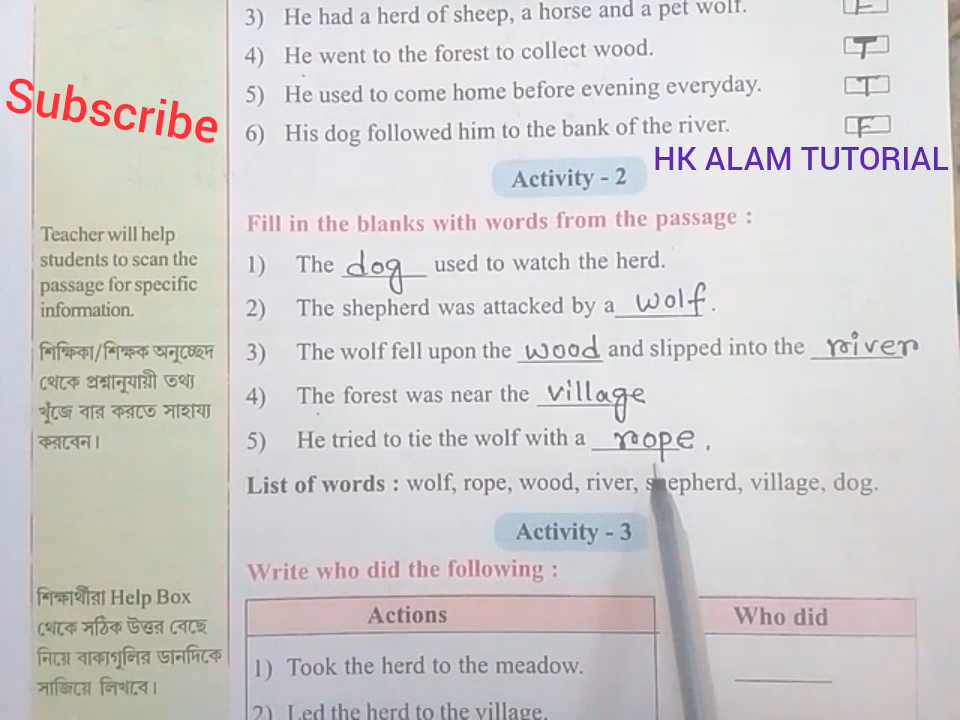 3) He had a herd of sheep, a horse and a pet wolf. F
4) He went to the forest to collect wood. T
5) He used to come home before evening everyday. T
6) His dog followed him to the bank of the river. F
Subscribe
HK ALAM TUTORIAL
Activity - 2
Fill in the blanks with words from the passage :
Teacher will help
students to scan the
passage for specific
information.
শিক্ষিকা/শিক্ষক অনুচ্ছেদ
থেকে প্রশ্নানুযায়ী তথ্য
খুঁজে বার করতে সাহায্য
করবেন।
1) The dog used to watch the herd.
2) The shepherd was attacked by a wolf.
3) The wolf fell upon the wood and slipped into the river
4) The forest was near the village
5) He tried to tie the wolf with a rope.
List of words : wolf, rope, wood, river, shepherd, village, dog.
Activity - 3
Write who did the following :
শিক্ষার্থীরা Help Box
থেকে সঠিক উত্তর বেছে
নিয়ে বাক্যগুলির ডানদিকে
সাজিয়ে লিখবে।
Actions Who did
1) Took the herd to the meadow.
2) Led the herd to the village.